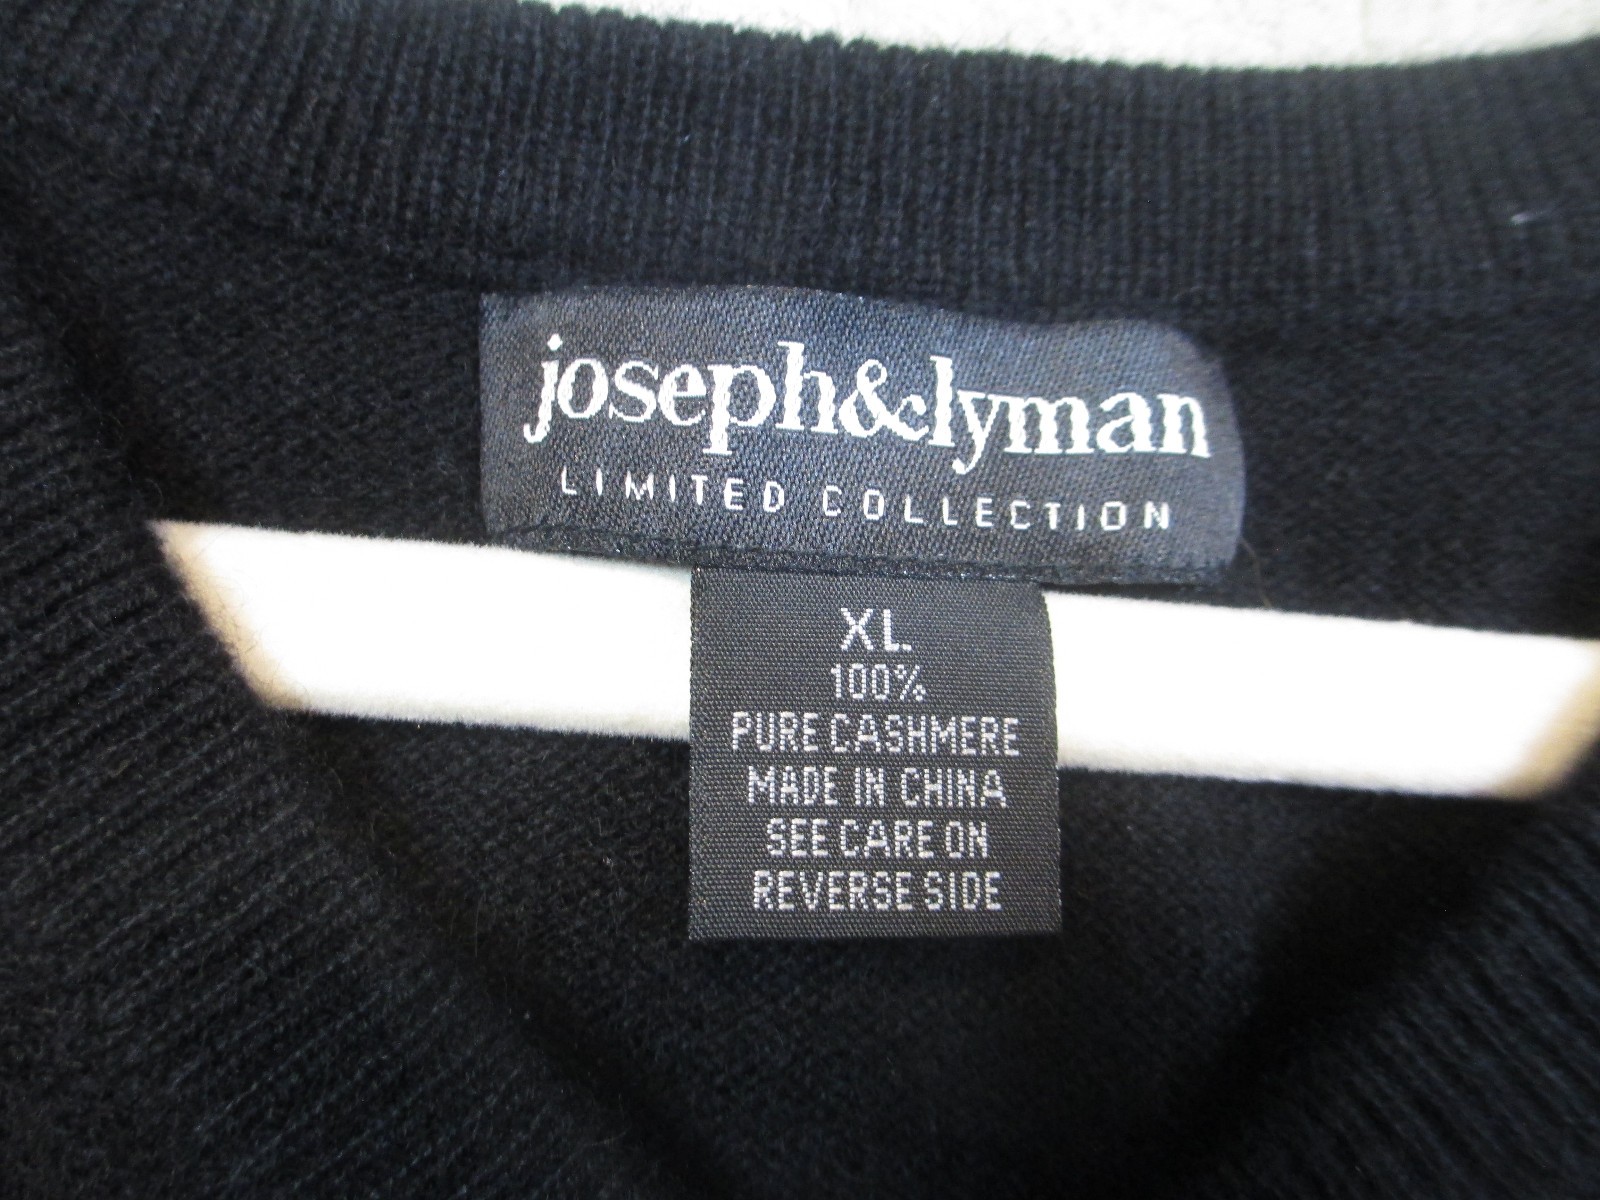 joseph&lyman
LIMITED COLLECTION
XL
100%
PURE CASHMERE
MADE IN CHINA
SEE CARE ON
REVERSE SIDE